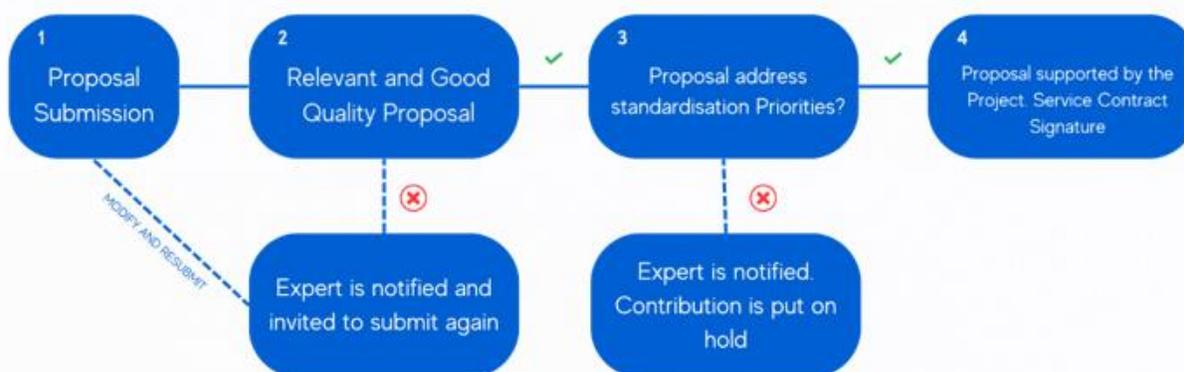 1
Proposal
Submission
2
Relevant and Good
Quality Proposal
3
Proposal address
standardisation Priorities?
4
Proposal supported by the
Project. Service Contract
Signature
MODIFY AND RESUBMIT
Expert is notified and
invited to submit again
Expert is notified.
Contribution is put on
hold